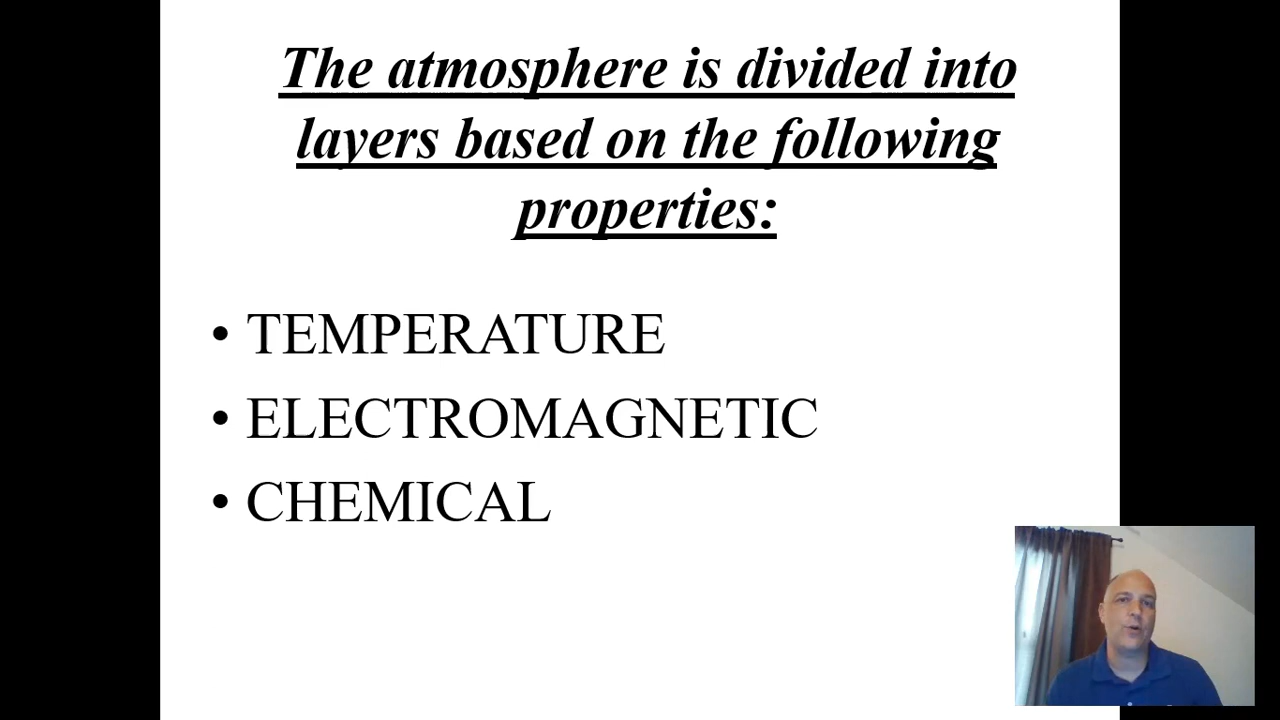 The atmosphere is divided into
layers based on the following
properties:
• TEMPERATURE
• ELECTROMAGNETIC
• CHEMICAL